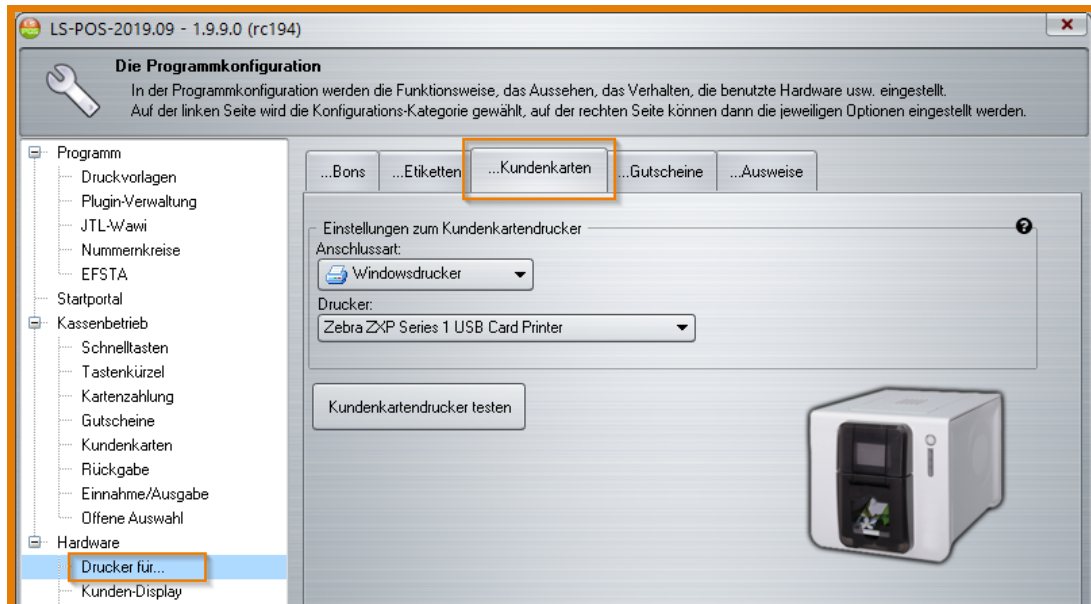 LS-POS-2019.09 - 1.9.9.0 (rc194)
Die Programmkonfiguration
In der Programmkonfiguration werden die Funktionsweise, das Aussehen, das Verhalten, die benutzte Hardware usw. eingestellt.
Auf der linken Seite wird die Konfigurations-Kategorie gewählt, auf der rechten Seite können dann die jeweiligen Optionen eingestellt werden.
Programm
Druckvorlagen
Plugin-Verwaltung
JTL-Wawi
Nummernkreise
EFSTA
Startportal
Kassenbetrieb
Schnelltasten
Tastenkürzel
Kartenzahlung
Gutscheine
Kundenkarten
Rückgabe
Einnahme/Ausgabe
Offene Auswahl
Hardware
Drucker für...
Kunden-Display
...Bons ...Etiketten ...Kundenkarten ...Gutscheine ...Ausweise
Einstellungen zum Kundenkartendrucker
Anschlussart:
Windowsdrucker
Drucker:
Zebra ZXP Series 1 USB Card Printer
Kundenkartendrucker testen